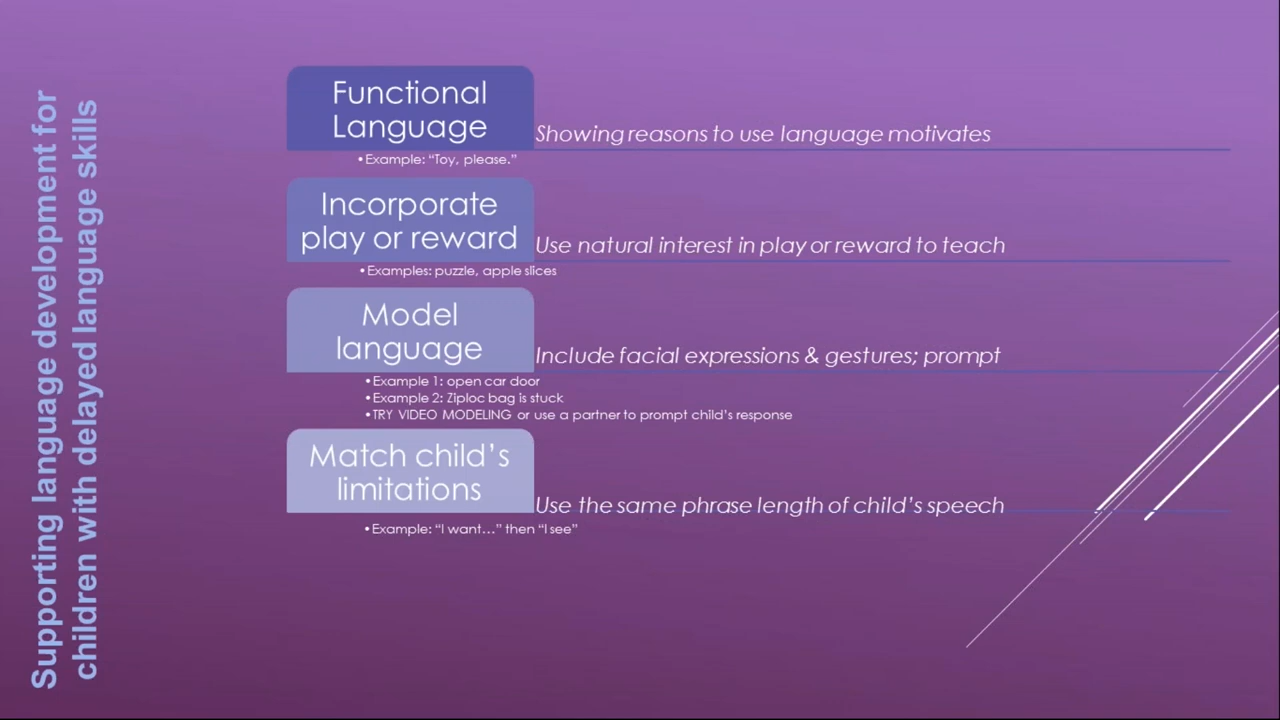 Supporting language development for
children with delayed language skills
Functional
Language
Showing reasons to use language motivates
•Example: “Toy, please.”
Incorporate
play or reward
Use natural interest in play or reward to teach
•Examples: puzzle, apple slices
Model
language
Include facial expressions & gestures; prompt
•Example 1: open car door
•Example 2: Ziploc bag is stuck
•TRY VIDEO MODELING or use a partner to prompt child’s response
Match child’s
limitations
Use the same phrase length of child’s speech
•Example: “I want…” then “I see”